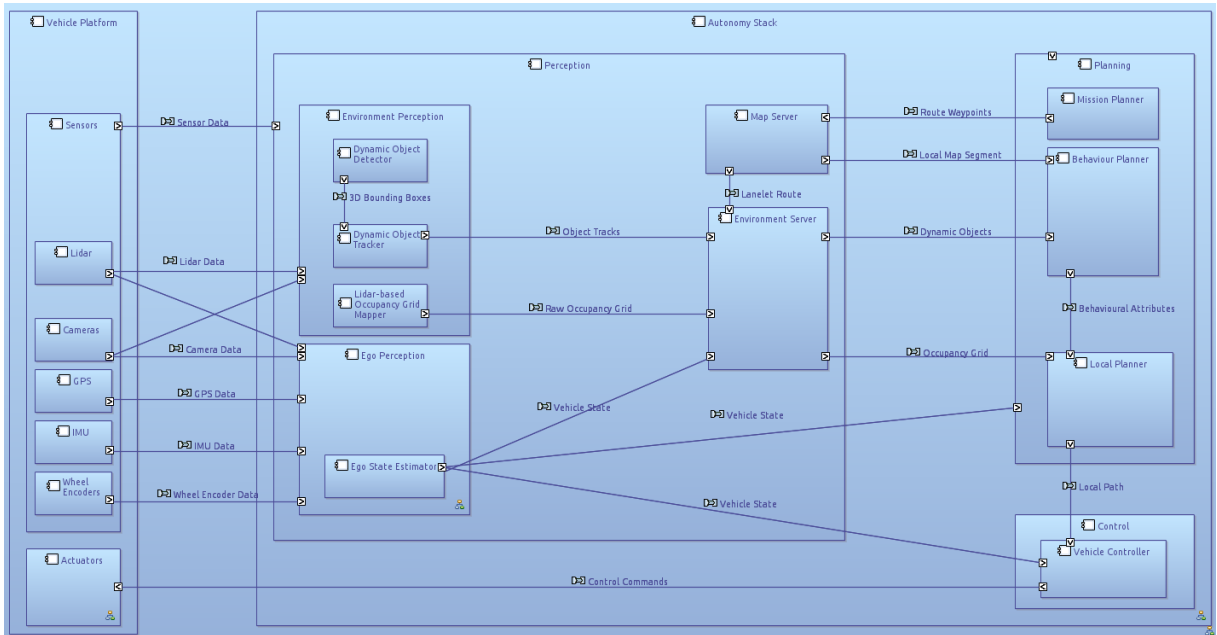 Vehicle Platform
Autonomy Stack
Perception
Planning
Mission Planner
Environment Perception
Map Server
Route Waypoints
Sensors
Sensor Data
Dynamic Object
Detector
Local Map Segment
Behaviour Planner
3D Bounding Boxes
Lanelet Route
Environment Server
Dynamic Object
Tracker
Object Tracks
Dynamic Objects
Lidar
Lidar Data
Lidar-based
Occupancy Grid
Mapper
Raw Occupancy Grid
Behavioural Attributes
Cameras
Camera Data
Ego Perception
Occupancy Grid
Local Planner
GPS
GPS Data
Vehicle State
Vehicle State
IMU
IMU Data
Ego State Estimator
Wheel
Encoders
Wheel Encoder Data
Vehicle State
Local Path
Control
Actuators
Vehicle Controller
Control Commands